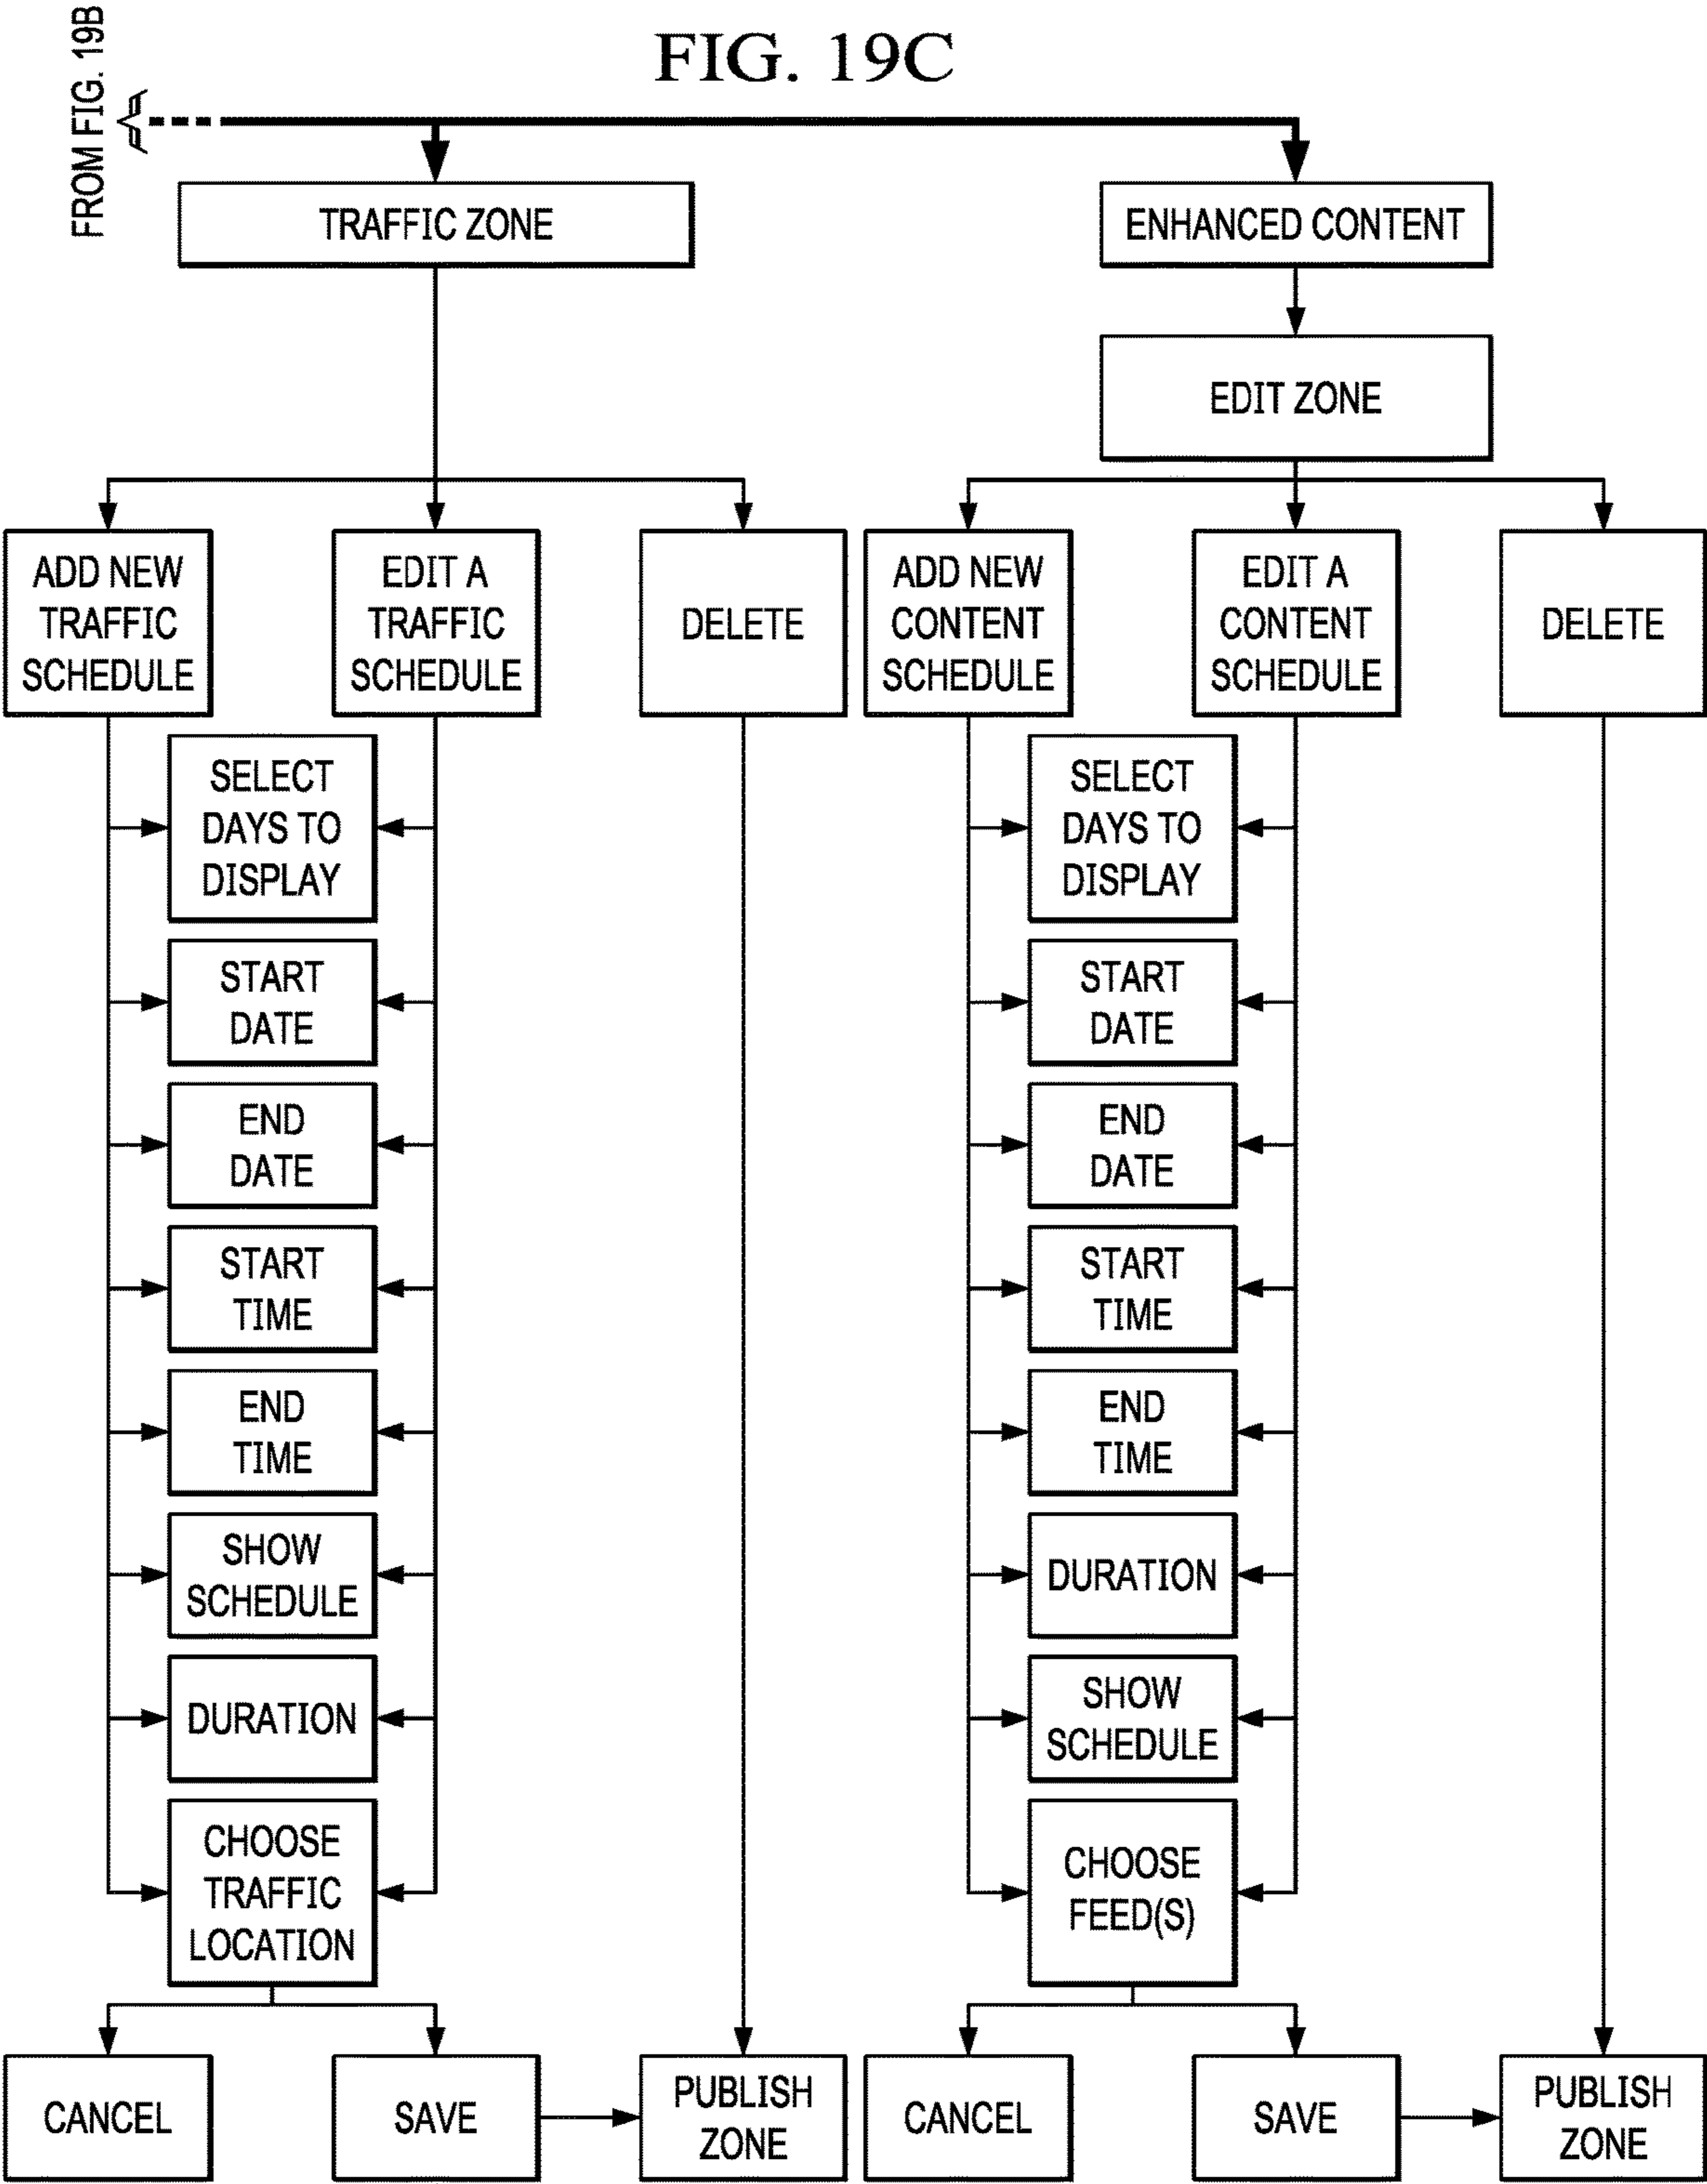 FROM FIG. 19B
FIG. 19C
TRAFFIC ZONE
ADD NEW
TRAFFIC
SCHEDULE
EDIT A
TRAFFIC
SCHEDULE
DELETE
SELECT
DAYS TO
DISPLAY
START
DATE
END
DATE
START
TIME
END
TIME
SHOW
SCHEDULE
DURATION
CHOOSE
TRAFFIC
LOCATION
CANCEL
SAVE
PUBLISH
ZONE
ENHANCED CONTENT
EDIT ZONE
ADD NEW
CONTENT
SCHEDULE
EDIT A
CONTENT
SCHEDULE
DELETE
SELECT
DAYS TO
DISPLAY
START
DATE
END
DATE
START
TIME
END
TIME
DURATION
SHOW
SCHEDULE
CHOOSE
FEED(S)
CANCEL
SAVE
PUBLISH
ZONE